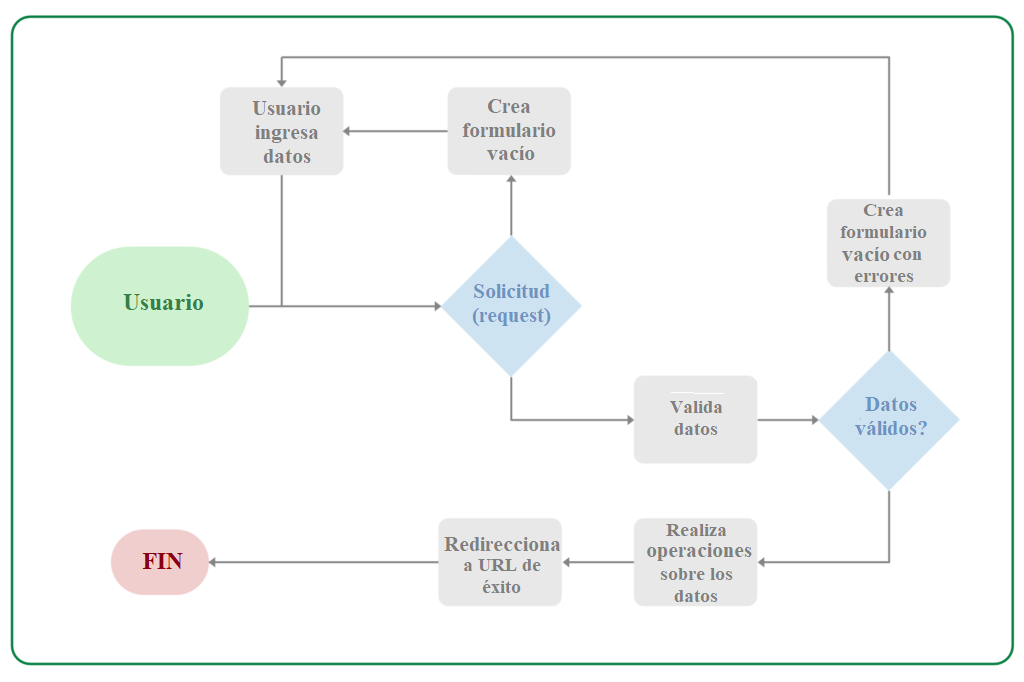 Usuario
ingresa
datos
Crea
formulario
vacío
Crea
formulario
vacío con
errores
Usuario
Solicitud
(request)
Valida
datos
Datos
válidos?
FIN
Redirecciona
a URL de
éxito
Realiza
operaciones
sobre los
datos